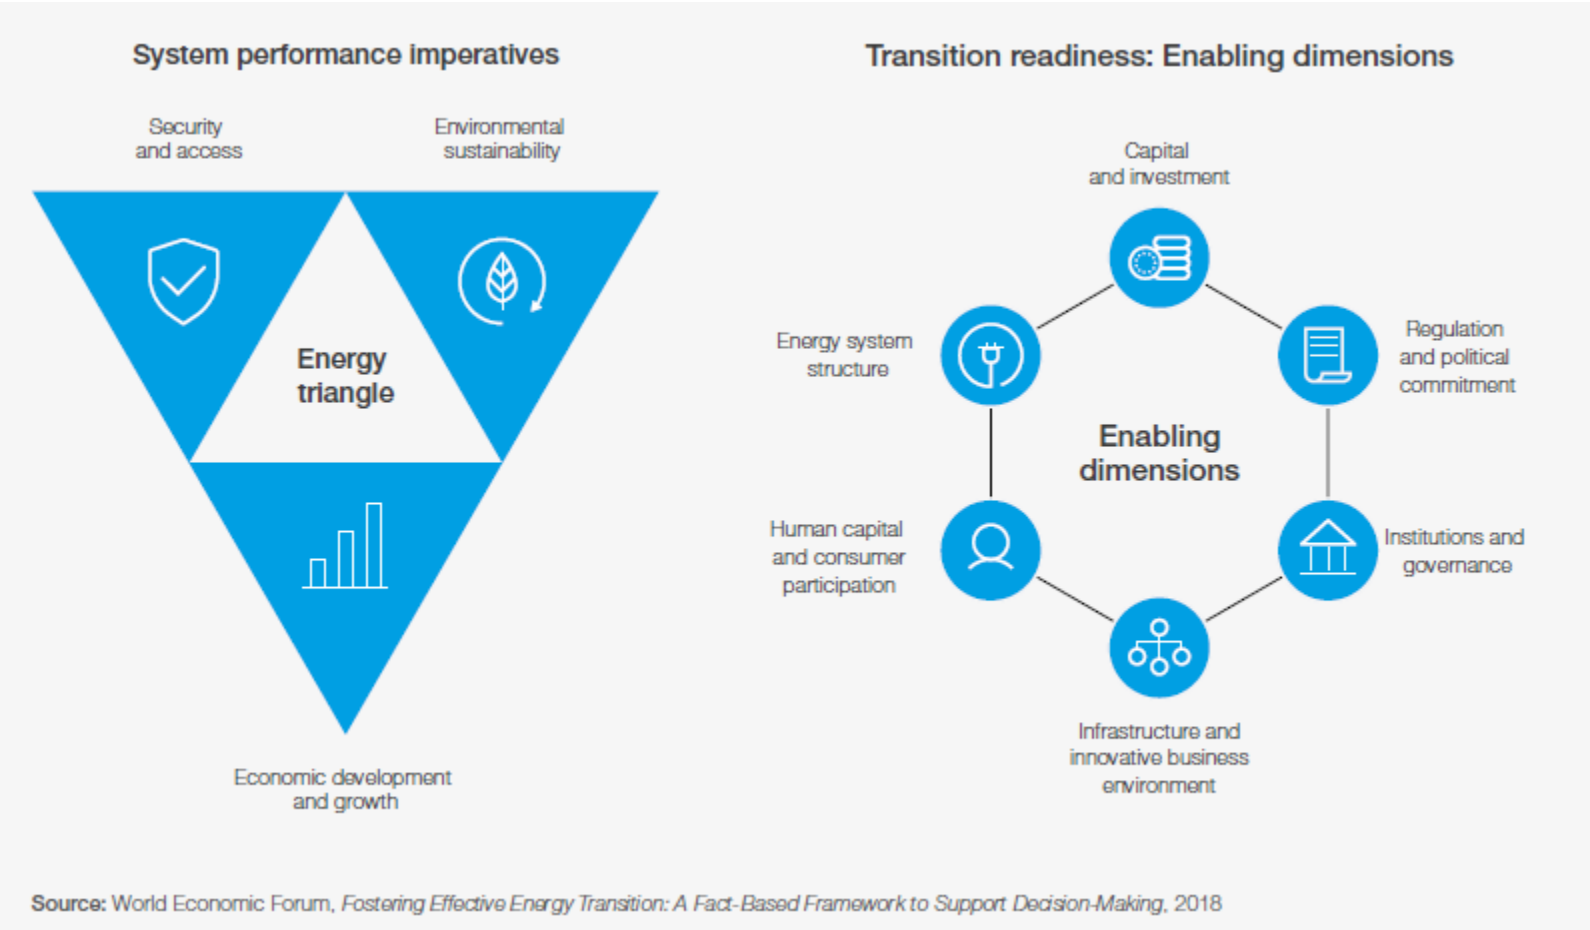 System performance imperatives
Security
and access
Environmental
sustainability
Energy
triangle
Economic development
and growth
Transition readiness: Enabling dimensions
Capital
and investment
Regulation
and political
commitment
Institutions and
governance
Infrastructure and
innovative business
environment
Human capital
and consumer
participation
Energy system
structure
Enabling
dimensions
Source: World Economic Forum, Fostering Effective Energy Transition: A Fact-Based Framework to Support Decision-Making, 2018